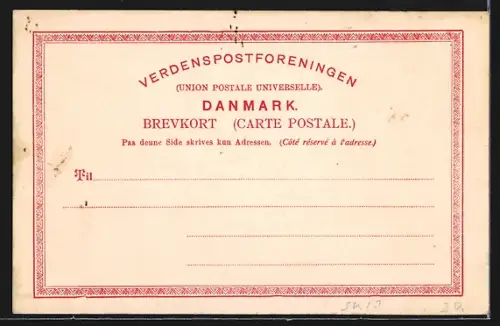 VERDENSPOSTFORENINGEN
(UNION POSTALE UNIVERSELLE).
DANMARK.
BREVKORT (CARTE POSTALE.)
Paa denne Side skrives kun Adressen. (Côté réservé à l'adresse.)
Til